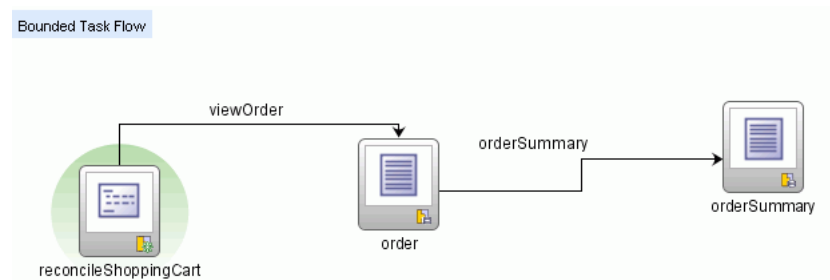 Bounded Task Flow
viewOrder
orderSummary
orderSummary
order
reconcileShoppingCart